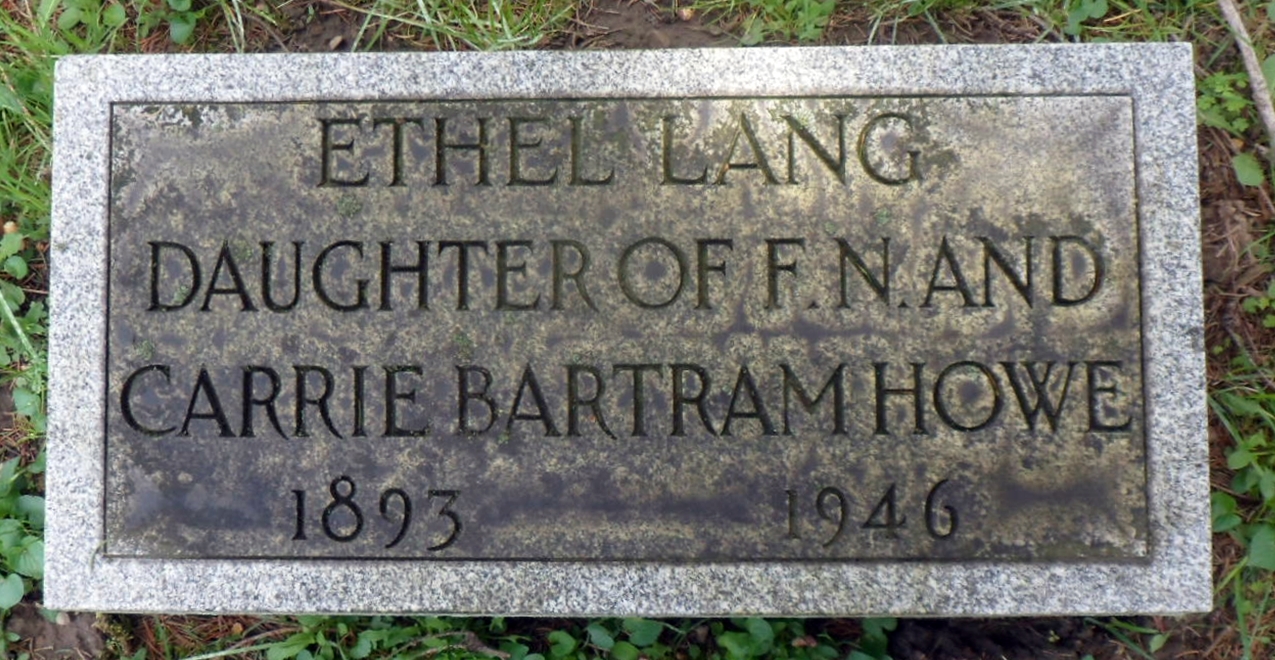 ETHEL LANG
DAUGHTER OF F. N. AND
CARRIE BARTRAM HOWE
1893 1946